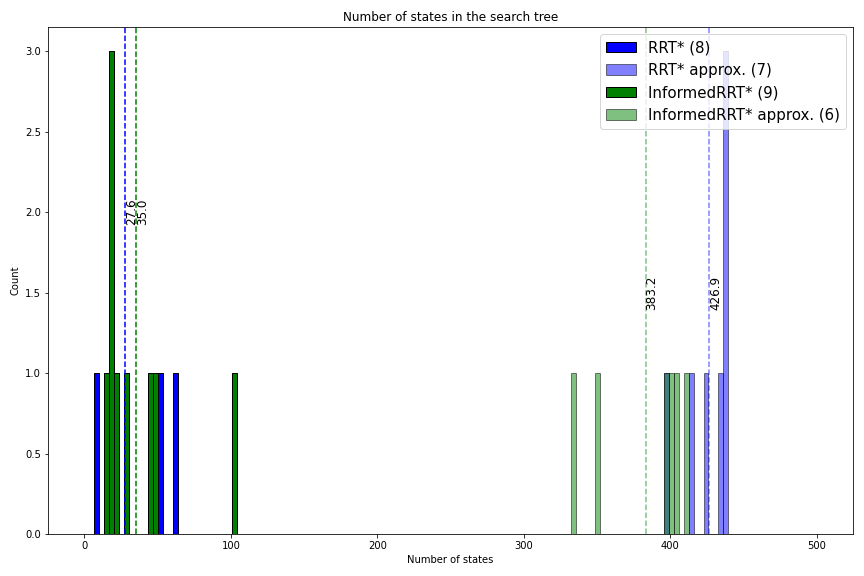 Number of states in the search tree
RRT* (8)
RRT* approx. (7)
InformedRRT* (9)
InformedRRT* approx. (6)
Count
3.0
2.5
2.0
1.5
1.0
0.5
0.0
27.6
35.0
383.2
426.9
0
100
200
300
400
500
Number of states